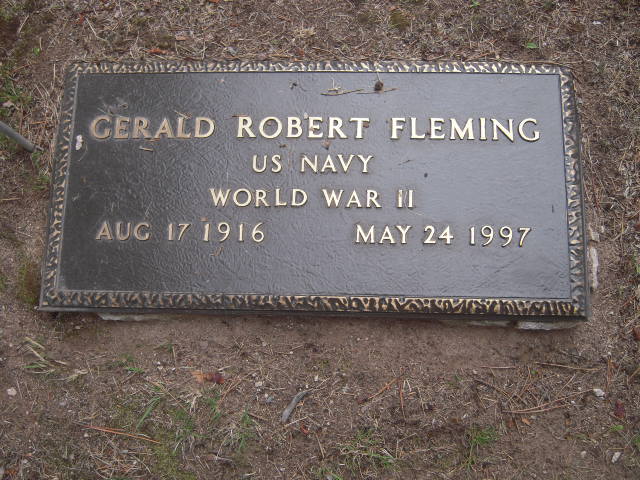 GERALD ROBERT FLEMING
US NAVY
WORLD WAR II
AUG 17 1916 MAY 24 1997